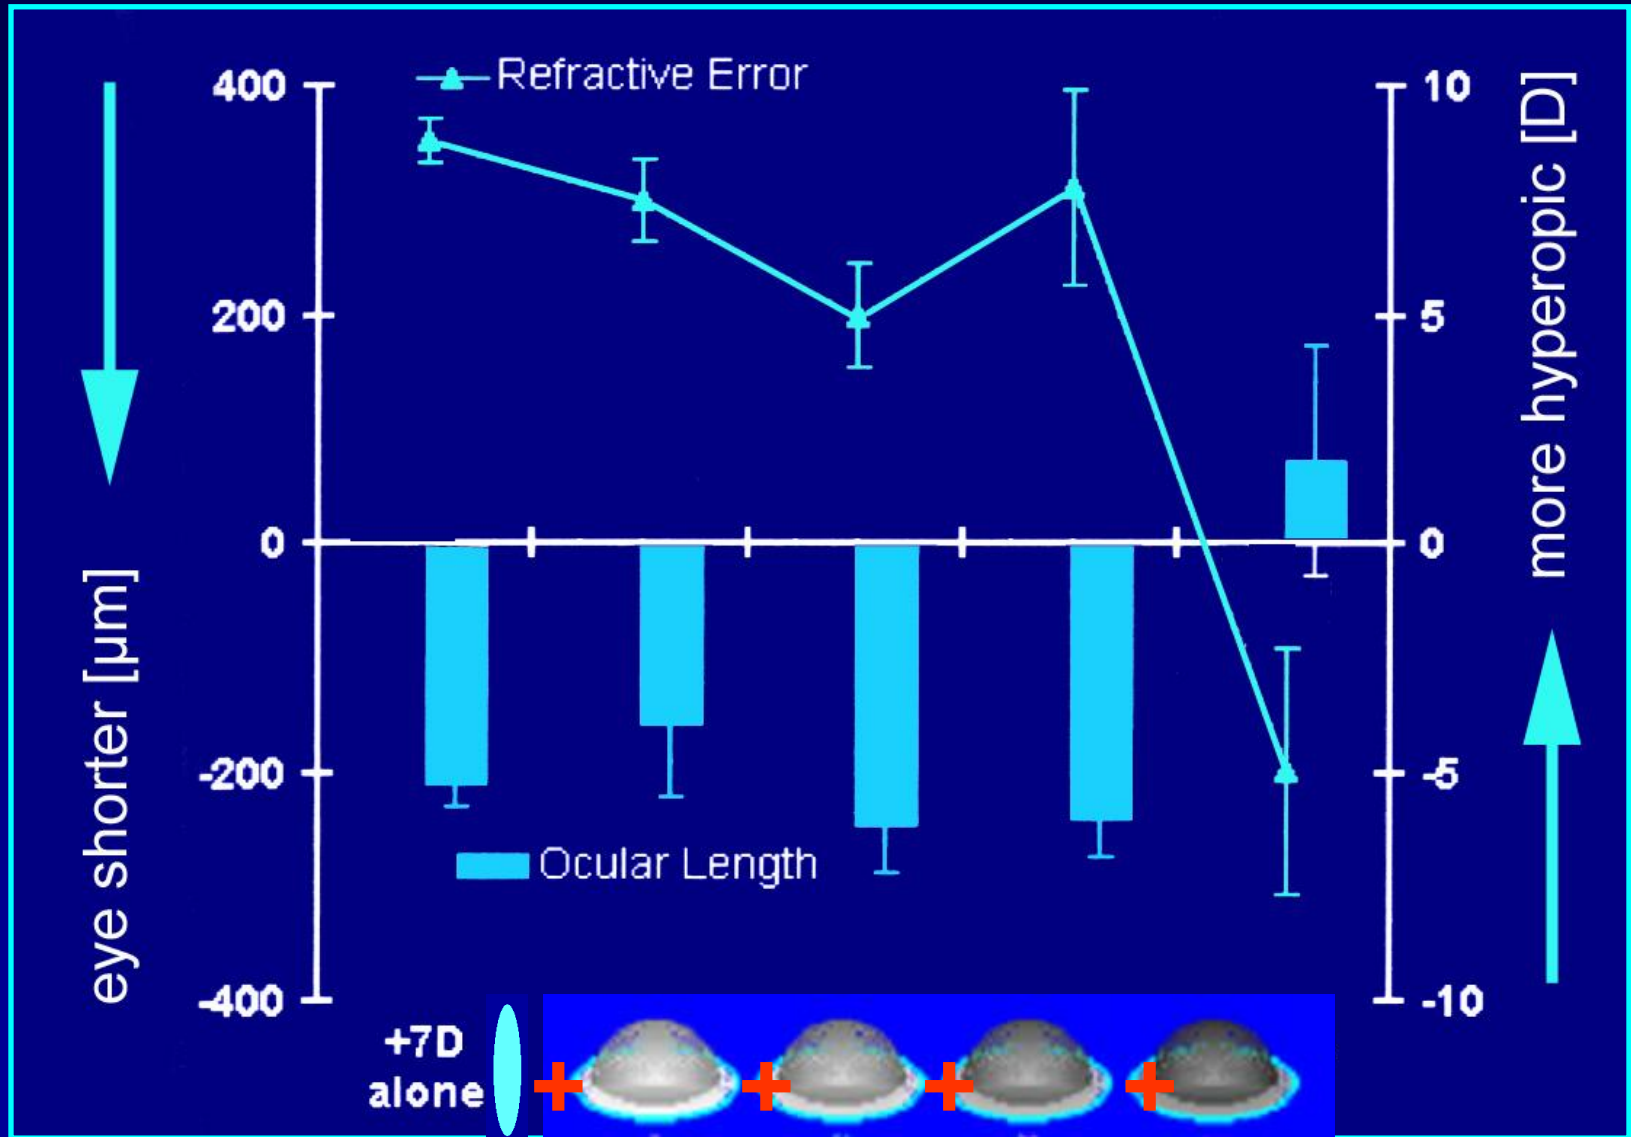 Refractive Error
400
200
0
-200
-400
eye shorter [µm]
10
5
0
-5
-10
more hyperopic [D]
Ocular Length
+7D
alone
+ + + +